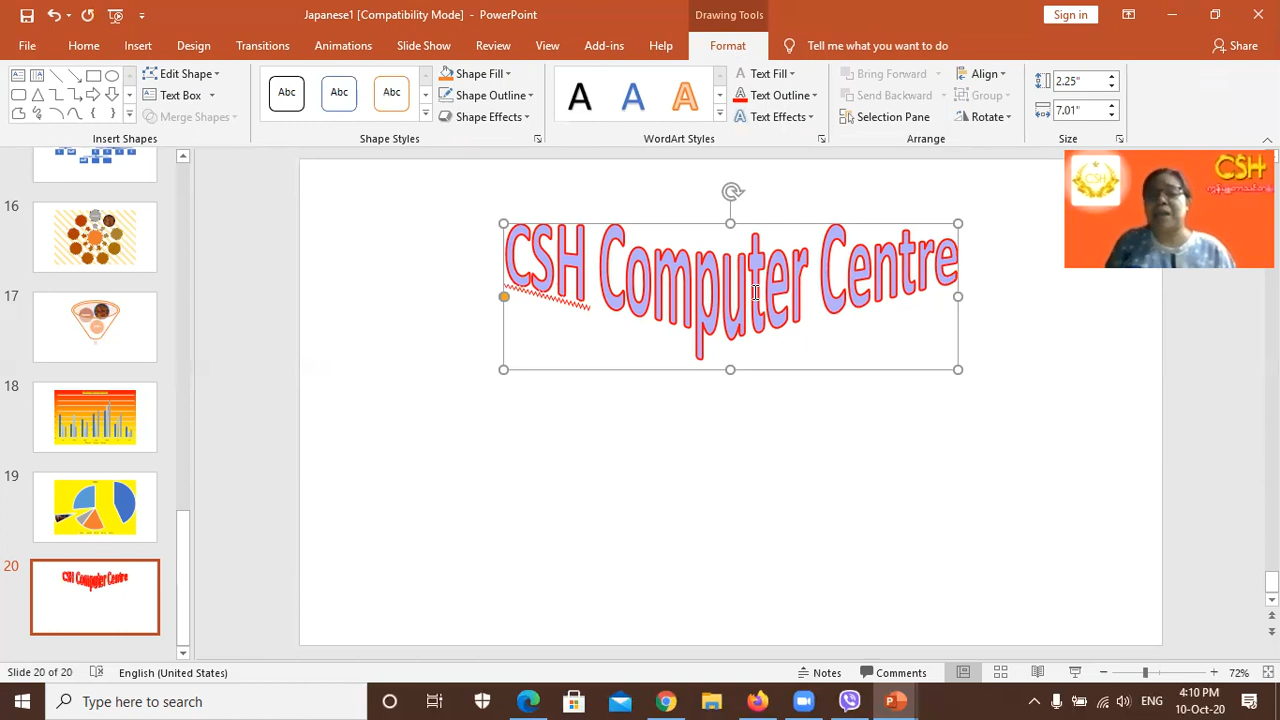 Japanese1 [Compatibility Mode] - PowerPoint
Drawing Tools
Sign in
File Home Insert Design Transitions Animations Slide Show Review View Add-ins Help Format Tell me what you want to do Share
Edit Shape
Text Box
Merge Shapes
Insert Shapes
Abc Abc Abc
Shape Fill
Shape Outline
Shape Effects
Shape Styles
A A A
Text Fill
Text Outline
Text Effects
WordArt Styles
Bring Forward
Send Backward
Selection Pane
Align
Group
Rotate
Arrange
2.25"
7.01"
Size
16
17
18
19
20
CSH Computer Centre
CSH Computer Centre
CSH
CSH
Slide 20 of 20
English (United States)
Notes
Comments
72%
Type here to search
ENG
4:10 PM
10-Oct-20